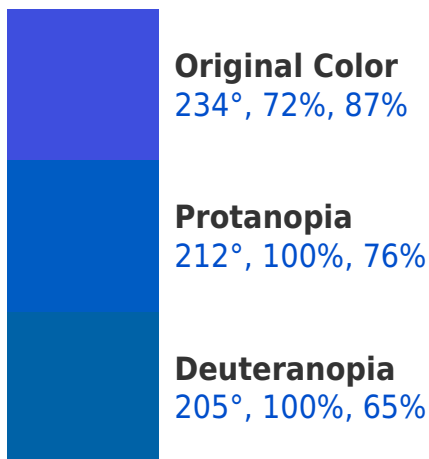 Original Color
234°, 72%, 87%
Protanopia
212°, 100%, 76%
Deuteranopia
205°, 100%, 65%